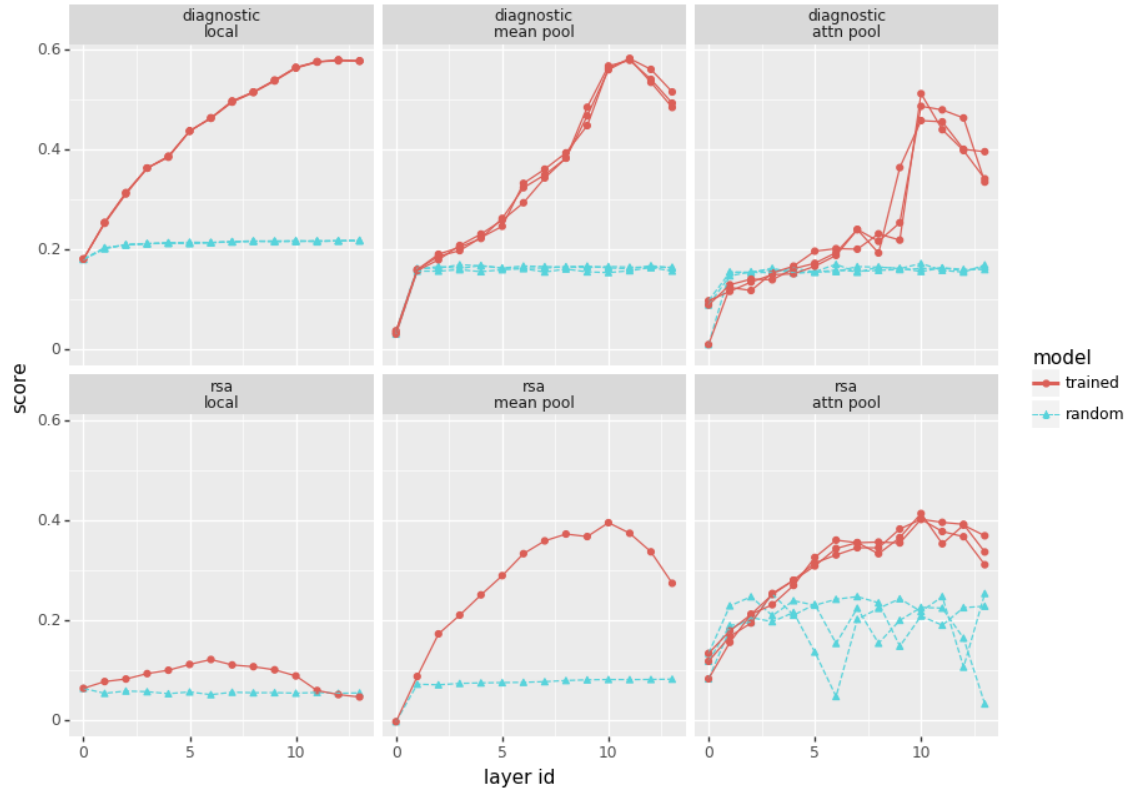 diagnostic
local
diagnostic
mean pool
diagnostic
attn pool
0.6
0.4
0.2
0
rsa
local
rsa
mean pool
rsa
attn pool
0.6
0.4
0.2
0
0
5
10
0
5
10
0
5
10
score
layer id
model
trained
random